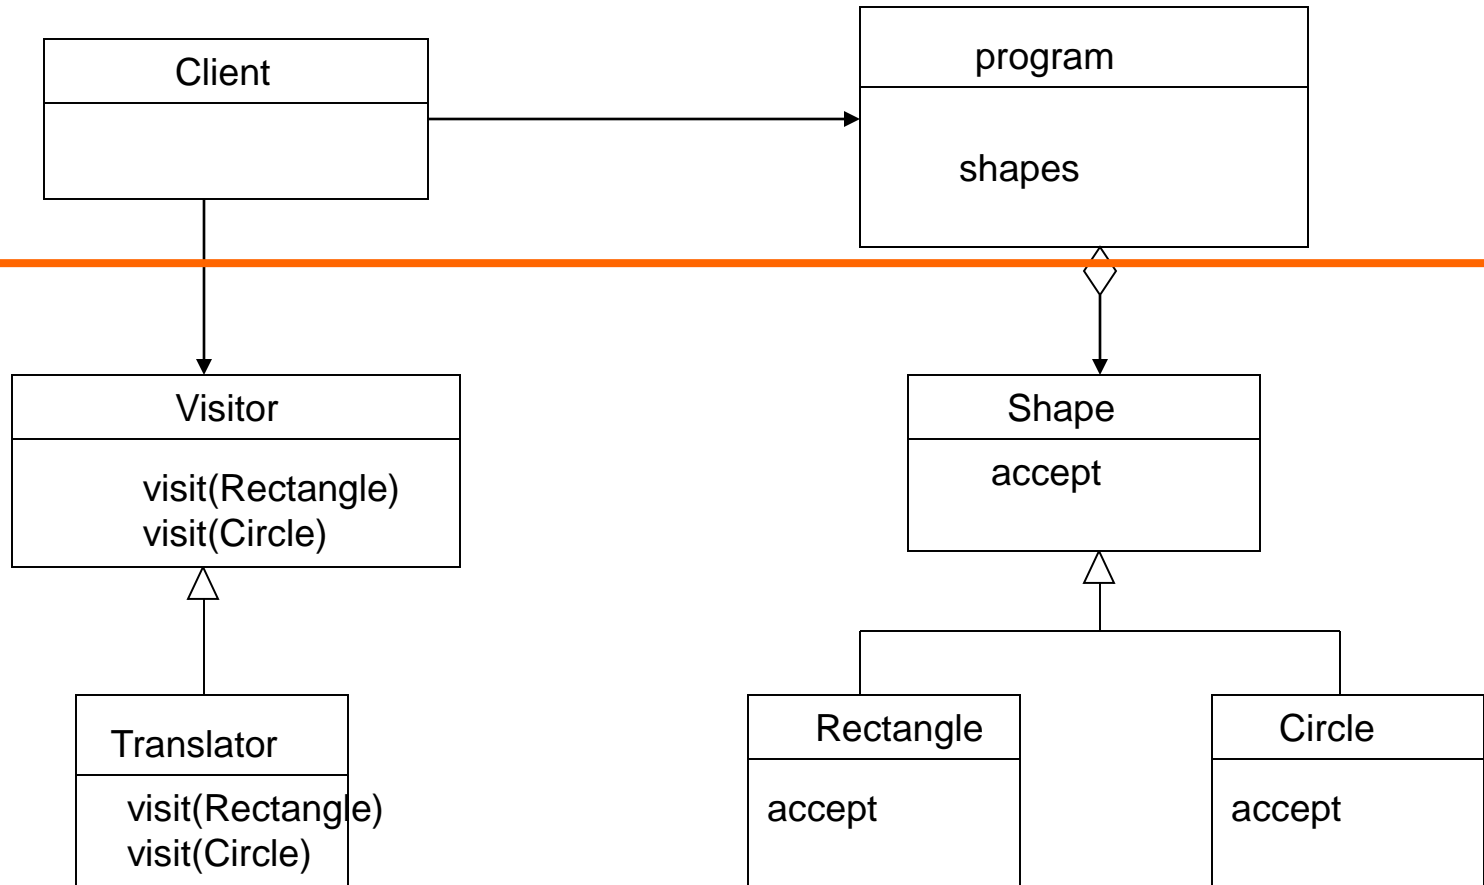 Client
program
shapes
Visitor
visit(Rectangle)
visit(Circle)
Shape
accept
Translator
visit(Rectangle)
visit(Circle)
Rectangle
accept
Circle
accept